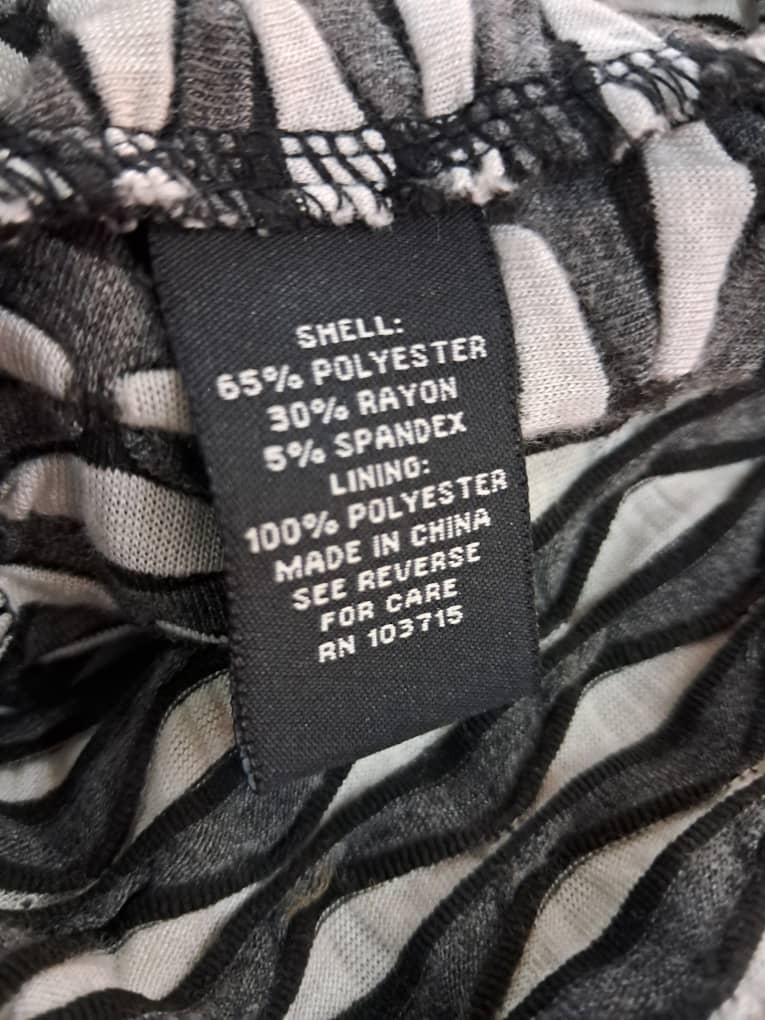 SHELL:
65% POLYESTER
30% RAYON
5% SPANDEX
LINING:
100% POLYESTER
MADE IN CHINA
SEE REVERSE
FOR CARE
RN 103715